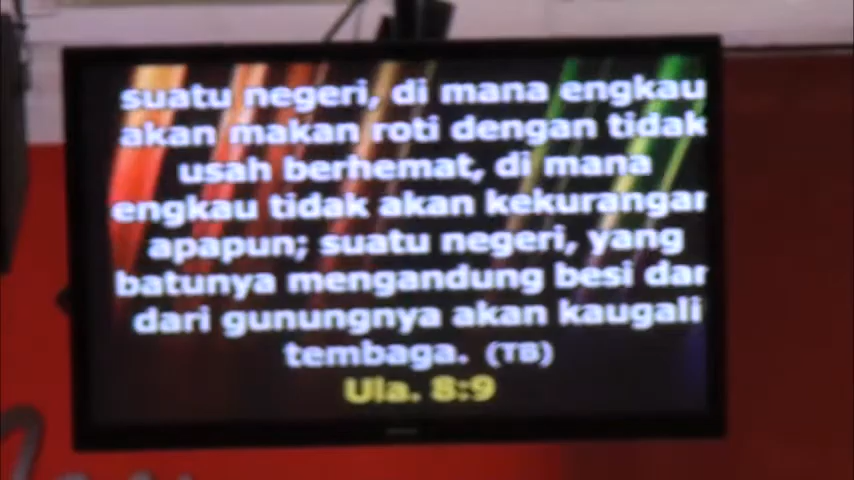 suatu negeri, di mana engkau
akan makan roti dengan tidak
usah berhemat, di mana
engkau tidak akan kekurangan
apapun; suatu negeri, yang
batunya mengandung besi dan
dari gunungnya akan kaugali
tembaga. (TB)
Ula. 8:9